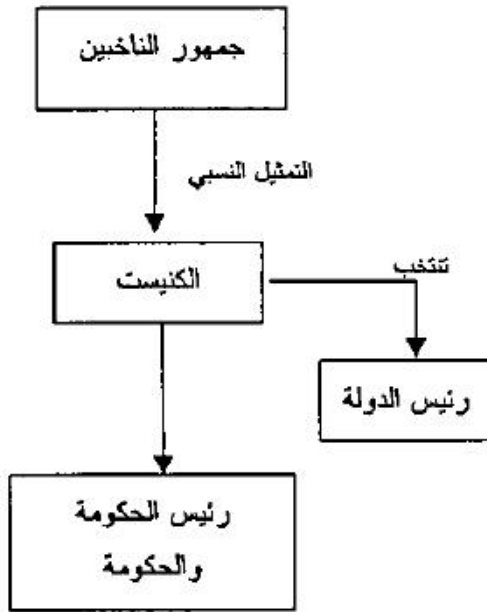 جمهور الناخبين
التمثيل النسبي
الكنيست
تنتخب
رئيس الدولة
رئيس الحكومة
والحكومة